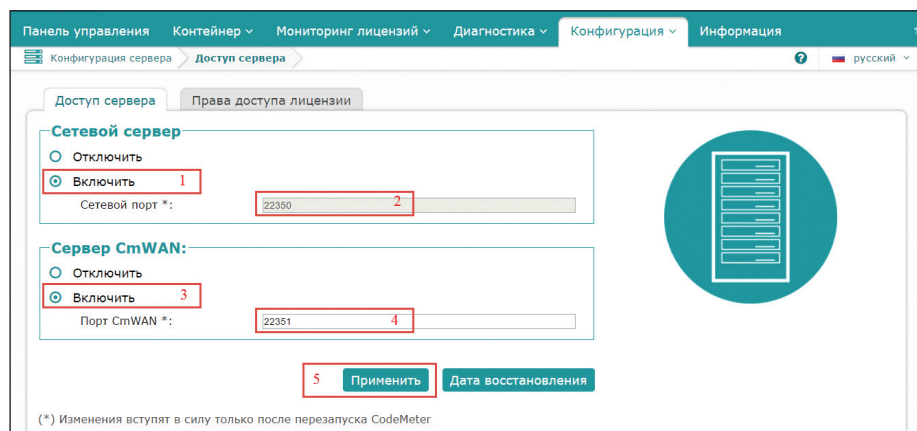 Панель управления Контейнер Мониторинг лицензий Диагностика Конфигурация Информация
Конфигурация сервера Доступ сервера ? русский
Доступ сервера Права доступа лицензии
Сетевой сервер
Отключить
Включить 1
Сетевой порт *: 22350 2
Сервер CmWAN:
Отключить
Включить 3
Порт CmWAN *: 22351 4
5 Применить Дата восстановления
(*) Изменения вступят в силу только после перезапуска CodeMeter